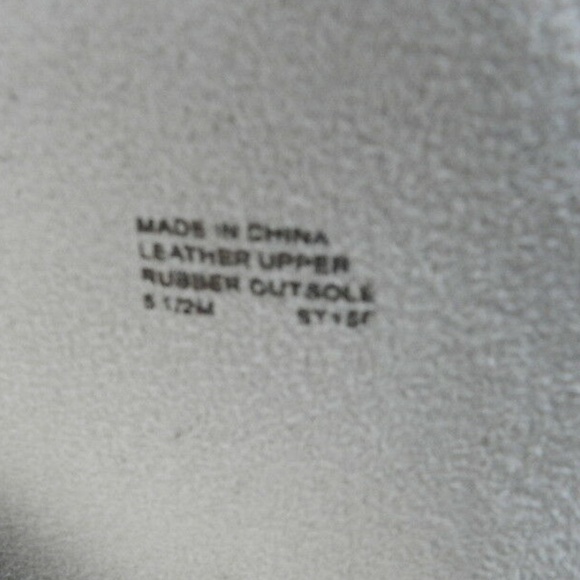 MADE IN CHINA
LEATHER UPPER
RUBBER OUTSOLE
5 1/2M